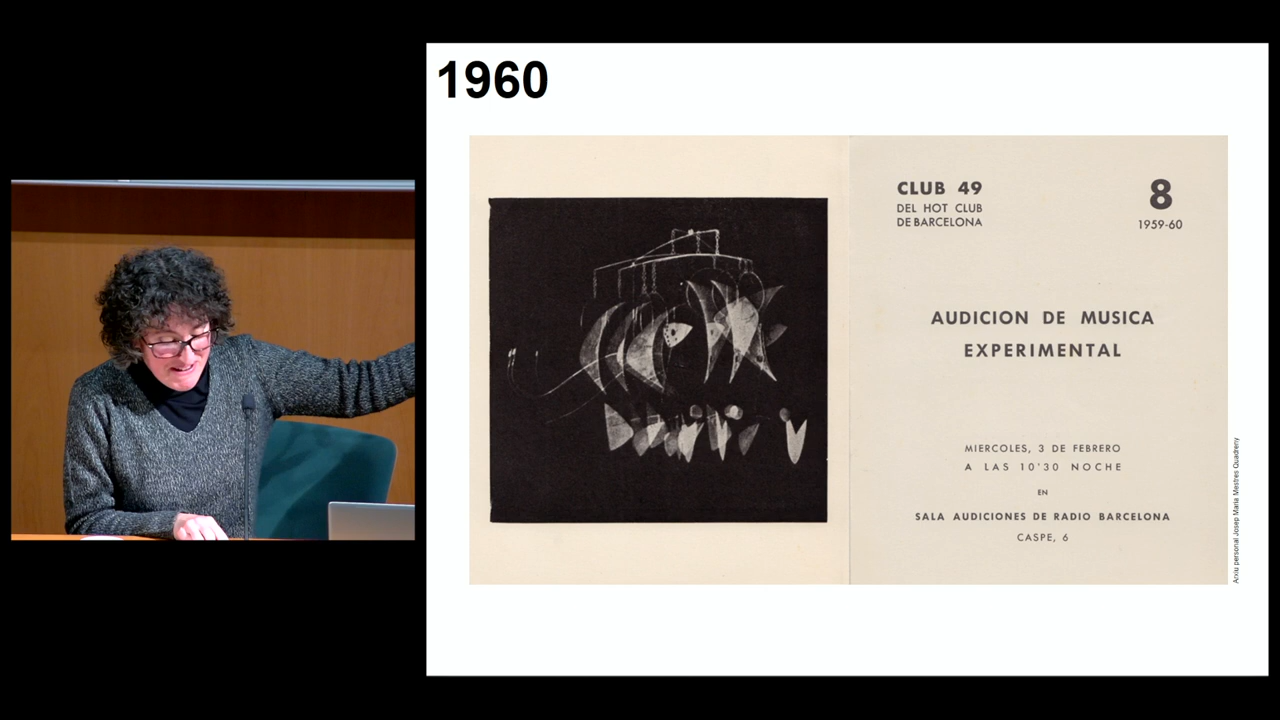 1960
CLUB 49
DEL HOT CLUB
DE BARCELONA
8
1959-60
AUDICION DE MUSICA
EXPERIMENTAL
MIERCOLES, 3 DE FEBRERO
A LAS 10'30 NOCHE
EN
SALA AUDICIONES DE RADIO BARCELONA
CASPE, 6
Arxiu personal Josep Maria Mestres Quadreny